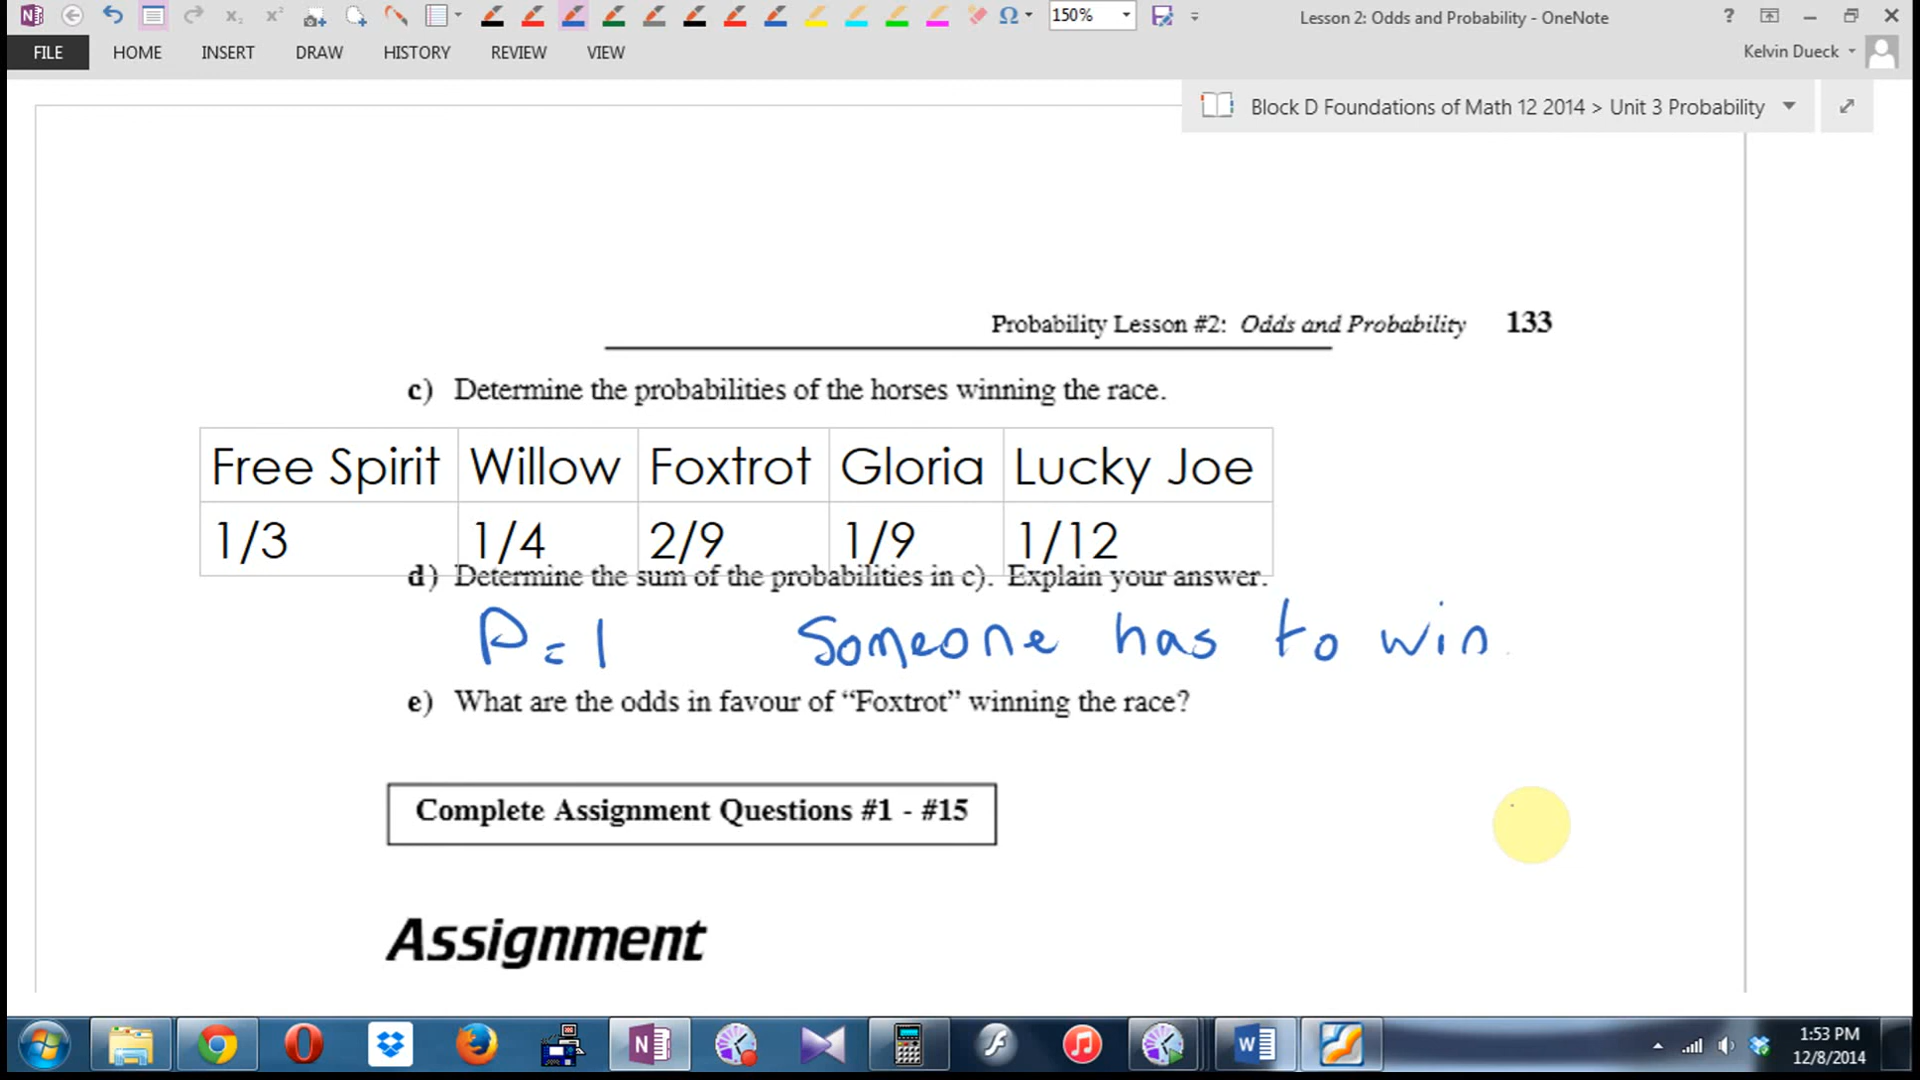 150%
Lesson 2: Odds and Probability - OneNote
?
FILE HOME INSERT DRAW HISTORY REVIEW VIEW
Kelvin Dueck
Block D Foundations of Math 12 2014 > Unit 3 Probability
Probability Lesson #2: Odds and Probability 133
c) Determine the probabilities of the horses winning the race.
Free Spirit Willow Foxtrot Gloria Lucky Joe
1/3 1/4 2/9 1/9 1/12
d) Determine the sum of the probabilities in c). Explain your answer.
P = 1 Someone has to win.
e) What are the odds in favour of “Foxtrot” winning the race?
Complete Assignment Questions #1 - #15
Assignment
1:53 PM
12/8/2014